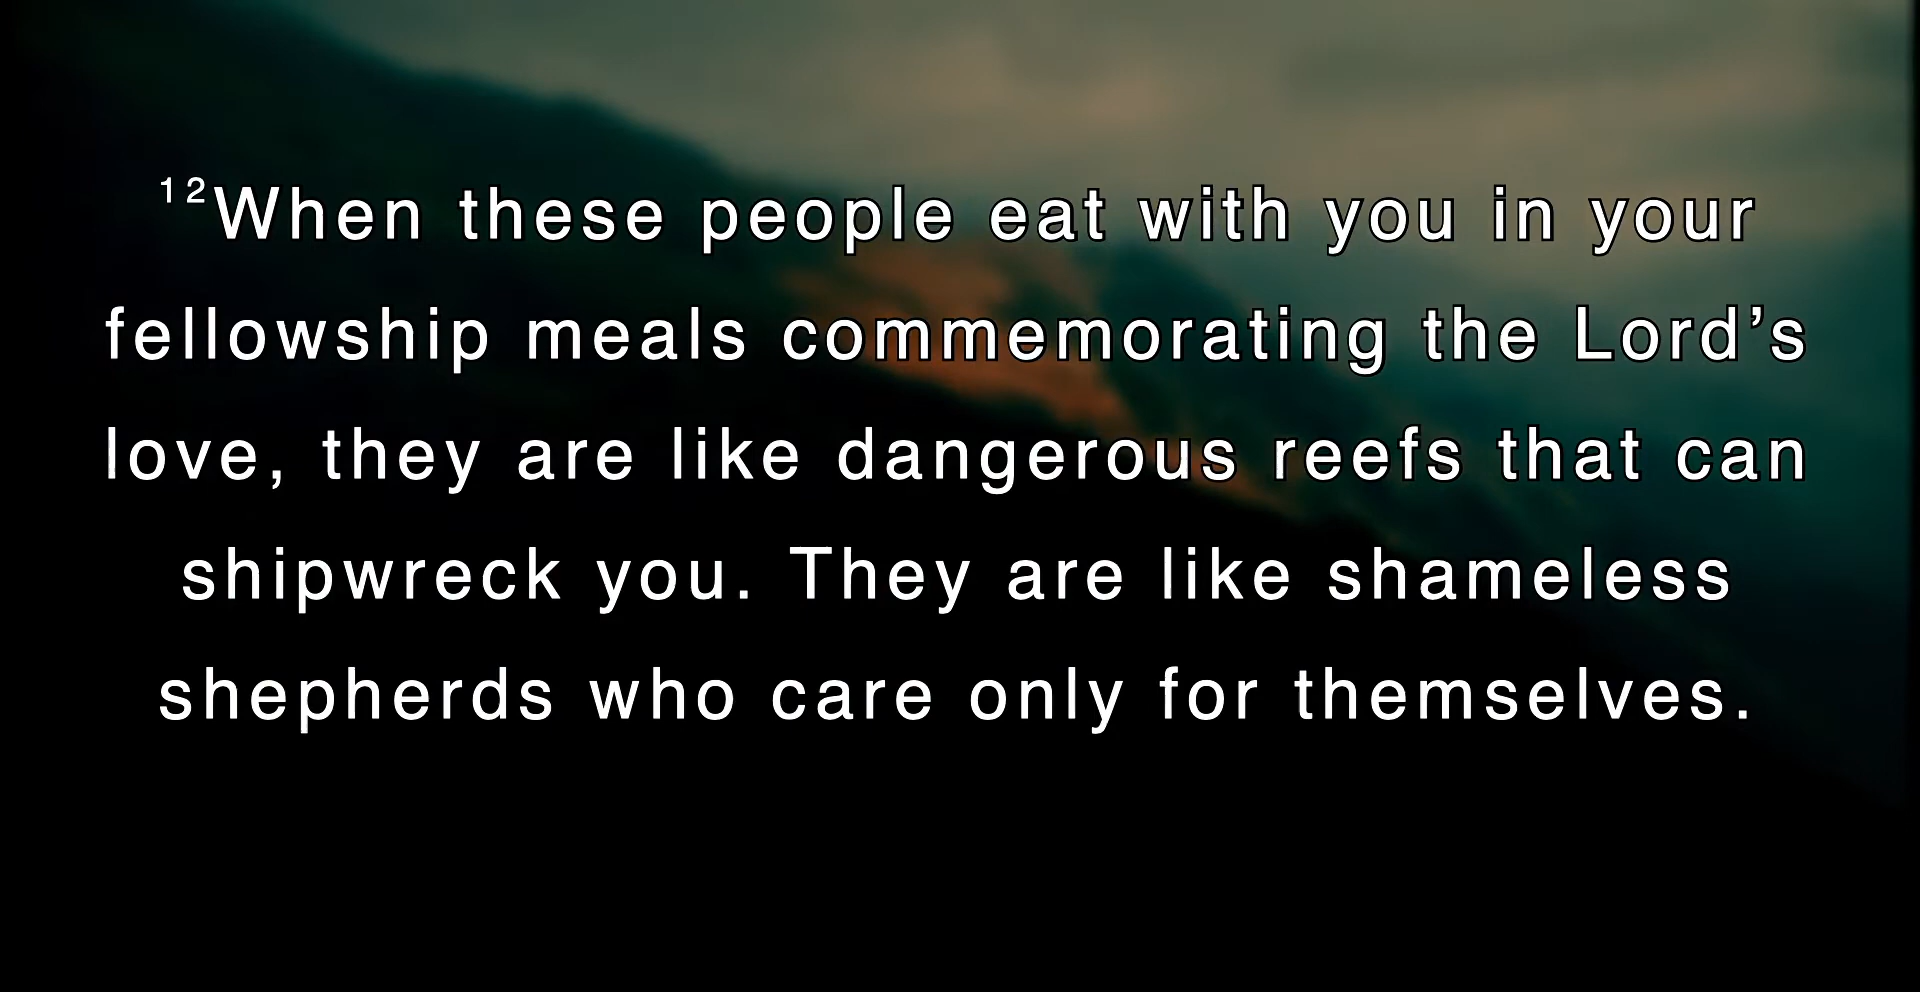 ¹²When these people eat with you in your
fellowship meals commemorating the Lord’s
love, they are like dangerous reefs that can
shipwreck you. They are like shameless
shepherds who care only for themselves.